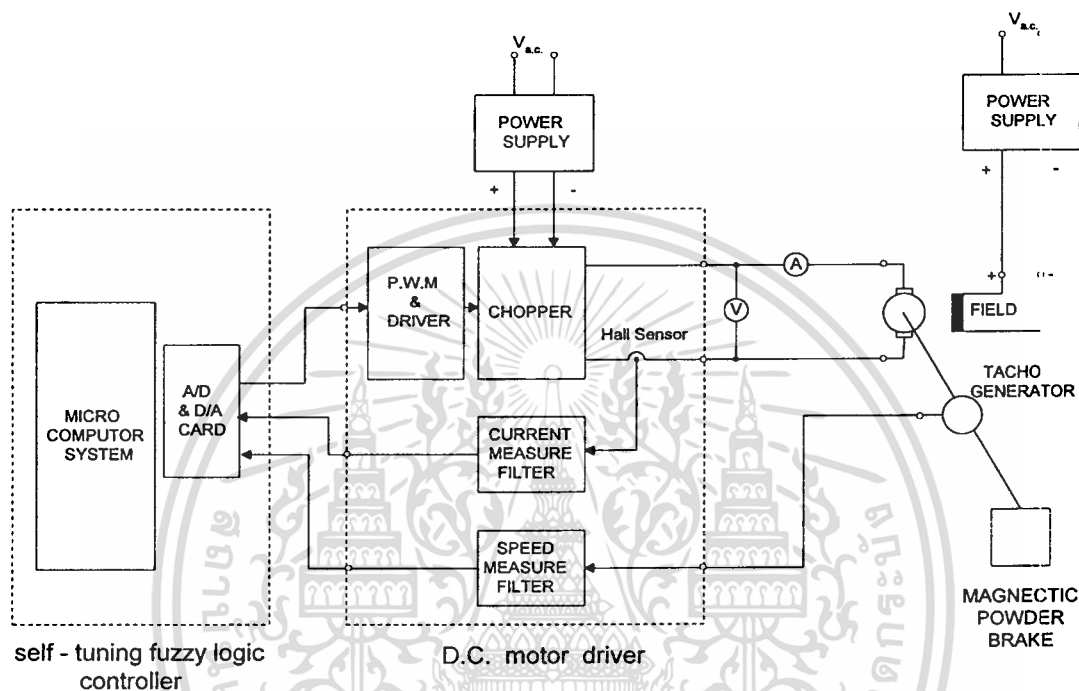 V a.c.
POWER
SUPPLY
+ -
V a.c.
POWER
SUPPLY
+ -
+
FIELD
MICRO
COMPUTOR
SYSTEM
A/D
& D/A
CARD
P.W.M
&
DRIVER
CHOPPER
Hall Sensor
A
V
CURRENT
MEASURE
FILTER
SPEED
MEASURE
FILTER
TACHO
GENERATOR
MAGNECTIC
POWDER
BRAKE
self - tuning fuzzy logic
controller
D.C. motor driver